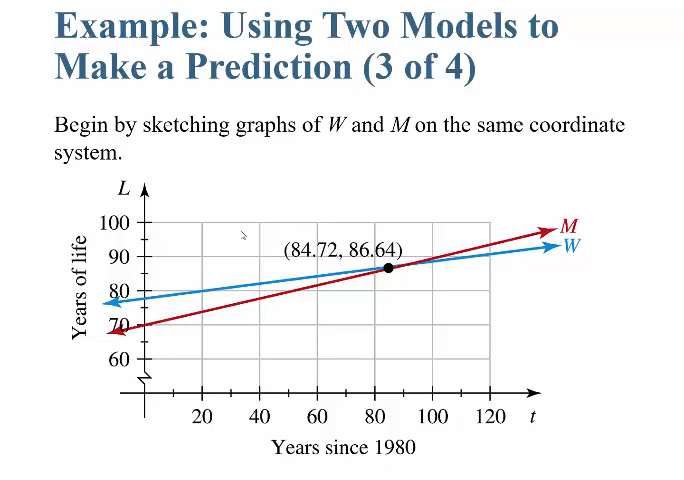 Example: Using Two Models to
Make a Prediction (3 of 4)
Begin by sketching graphs of W and M on the same coordinate
system.
L
100
90
80
70
60
Years of life
(84.72, 86.64)
M
W
20 40 60 80 100 120 t
Years since 1980